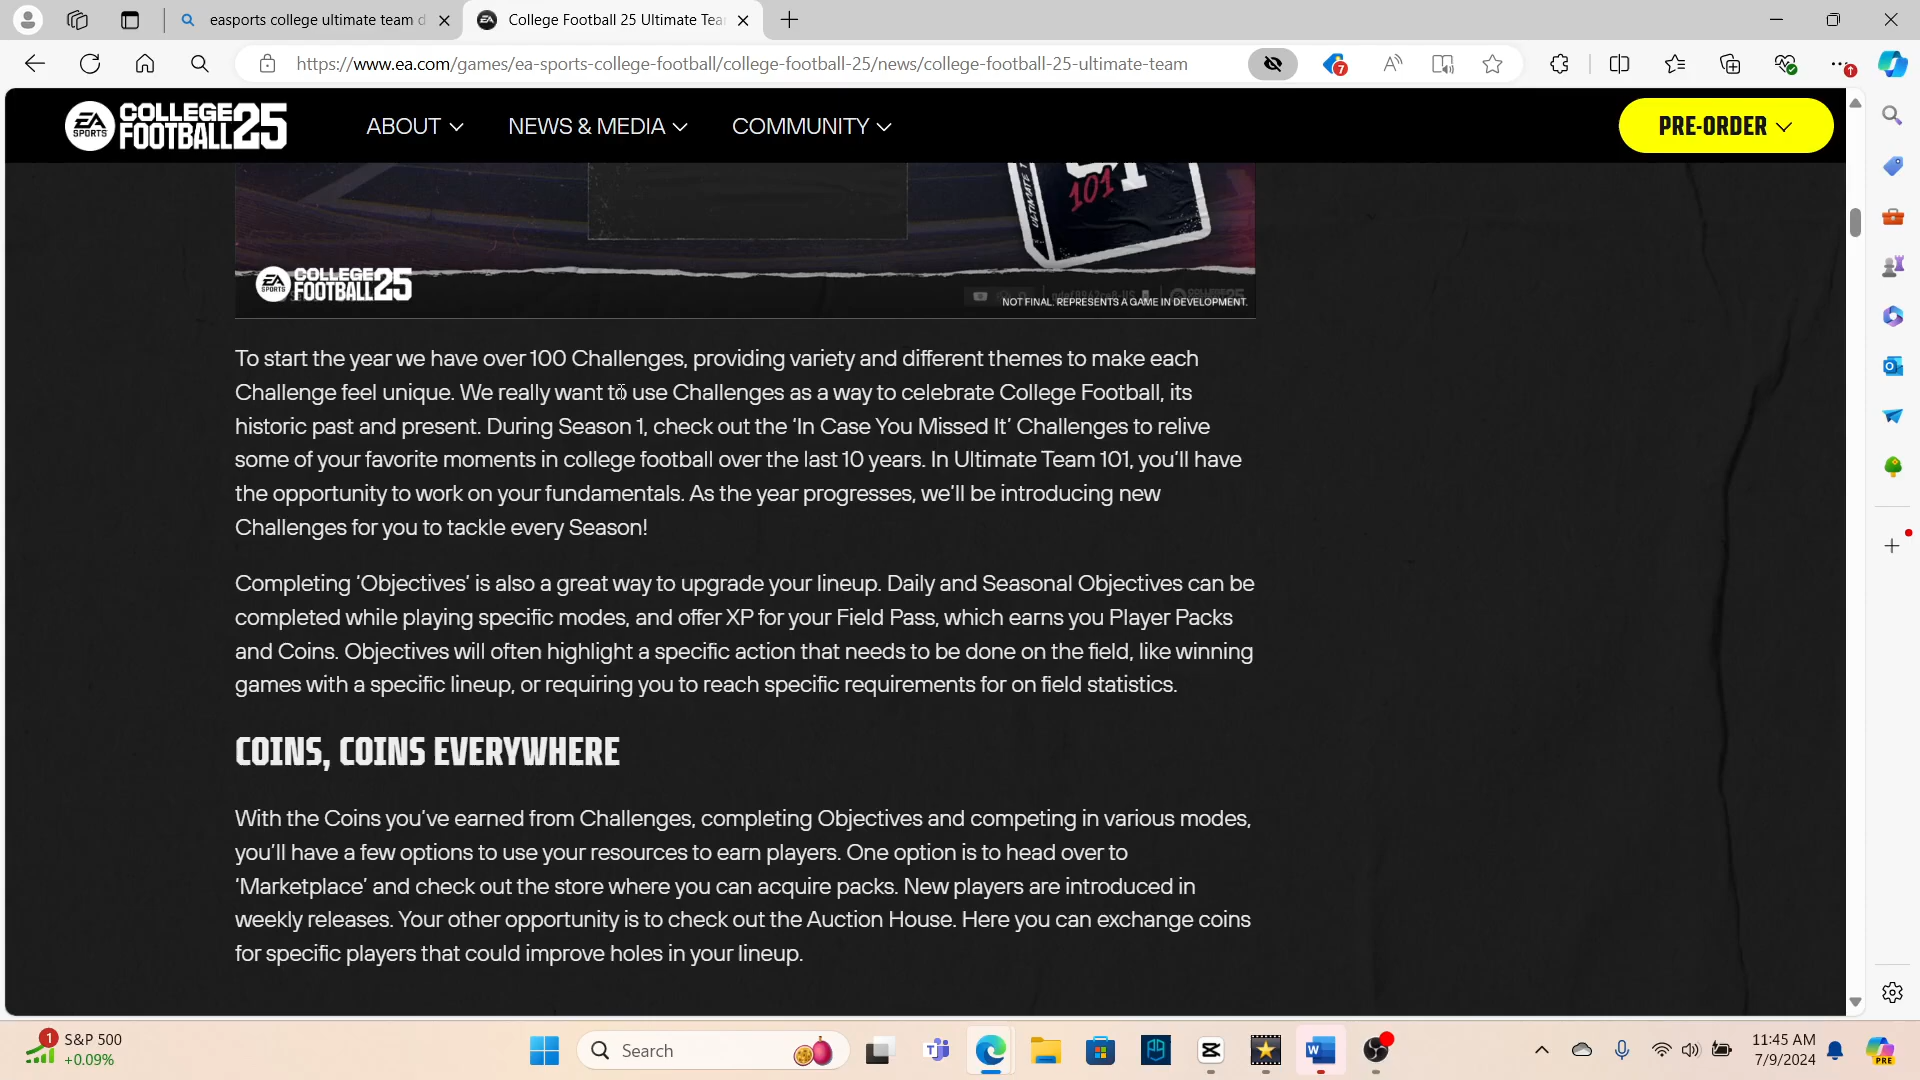 easports college ultimate team d
College Football 25 Ultimate Tea
https://www.ea.com/games/ea-sports-college-football/college-football-25/news/college-football-25-ultimate-team
7
EA SPORTS COLLEGE FOOTBALL 25
ABOUT
NEWS & MEDIA
COMMUNITY
PRE-ORDER
101
EA SPORTS COLLEGE FOOTBALL 25
NOT FINAL. REPRESENTS A GAME IN DEVELOPMENT.
To start the year we have over 100 Challenges, providing variety and different themes to make each
Challenge feel unique. We really want to use Challenges as a way to celebrate College Football, its
historic past and present. During Season 1, check out the ‘In Case You Missed It’ Challenges to relive
some of your favorite moments in college football over the last 10 years. In Ultimate Team 101, you’ll have
the opportunity to work on your fundamentals. As the year progresses, we’ll be introducing new
Challenges for you to tackle every Season!
Completing ‘Objectives’ is also a great way to upgrade your lineup. Daily and Seasonal Objectives can be
completed while playing specific modes, and offer XP for your Field Pass, which earns you Player Packs
and Coins. Objectives will often highlight a specific action that needs to be done on the field, like winning
games with a specific lineup, or requiring you to reach specific requirements for on field statistics.
COINS, COINS EVERYWHERE
With the Coins you’ve earned from Challenges, completing Objectives and competing in various modes,
you’ll have a few options to use your resources to earn players. One option is to head over to
‘Marketplace’ and check out the store where you can acquire packs. New players are introduced in
weekly releases. Your other opportunity is to check out the Auction House. Here you can exchange coins
for specific players that could improve holes in your lineup.
1
S&P 500
+0.09%
Search
11:45 AM
7/9/2024
PRE